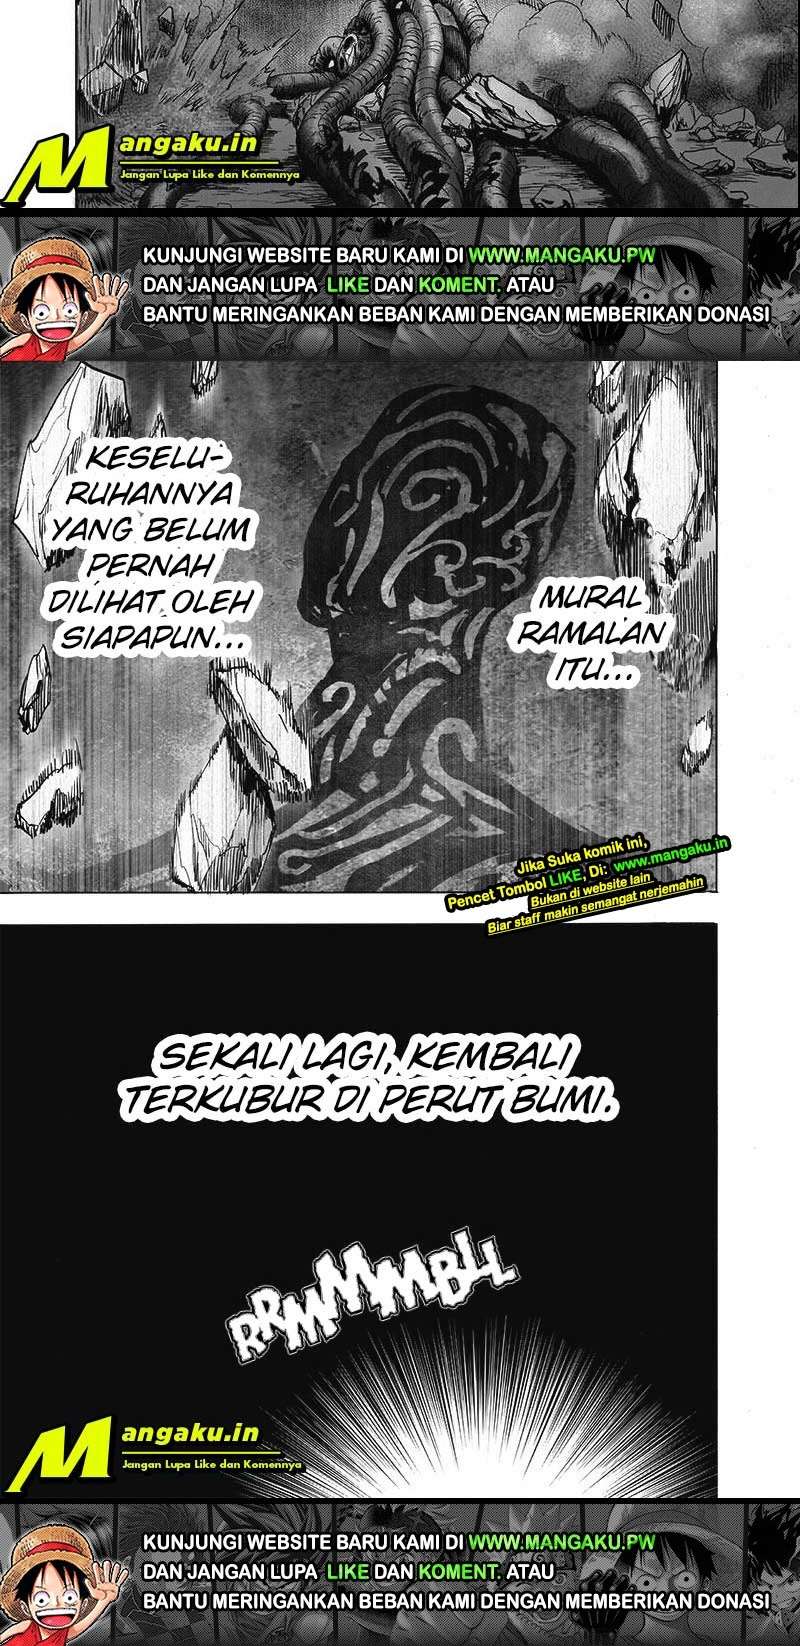 Mangaku.in
Jangan Lupa Like dan Komennya
KUNJUNGI WEBSITE BARU KAMI DI WWW.MANGAKU.PW
DAN JANGAN LUPA LIKE DAN KOMENT. ATAU
BANTU MERINGANKAN BEBAN KAMI DENGAN MEMBERIKAN DONASI
MURAL
RAMALAN
ITU...
KESELU-
RUHANNYA
YANG BELUM
PERNAH
DILIHAT OLEH
SIAPAPUN...
Jika Suka komik ini,
Pencet Tombol LIKE, Di: www.mangaku.in
Bukan di website lain
Biar staff makin semangat nerjemahin
SEKALI LAGI, KEMBALI
TERKUBUR DI PERUT BUMI.
RRMMMMBLL
Mangaku.in
Jangan Lupa Like dan Komennya
KUNJUNGI WEBSITE BARU KAMI DI WWW.MANGAKU.PW
DAN JANGAN LUPA LIKE DAN KOMENT. ATAU
BANTU MERINGANKAN BEBAN KAMI DENGAN MEMBERIKAN DONASI